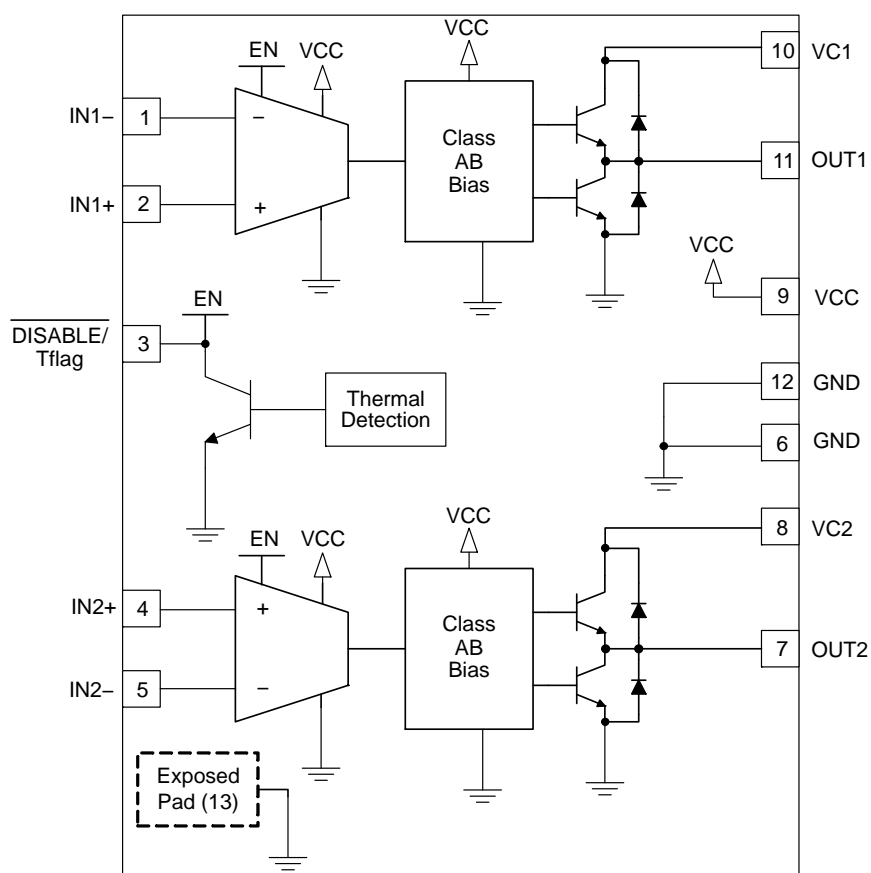 EN
VCC
VCC
10
VC1
IN1–
1
–
Class
AB
Bias
11
OUT1
IN1+
2
+
VCC
9
VCC
EN
DISABLE/
Tflag
3
Thermal
Detection
12
GND
6
GND
EN
VCC
VCC
8
VC2
IN2+
4
+
Class
AB
Bias
7
OUT2
IN2–
5
–
Exposed
Pad (13)